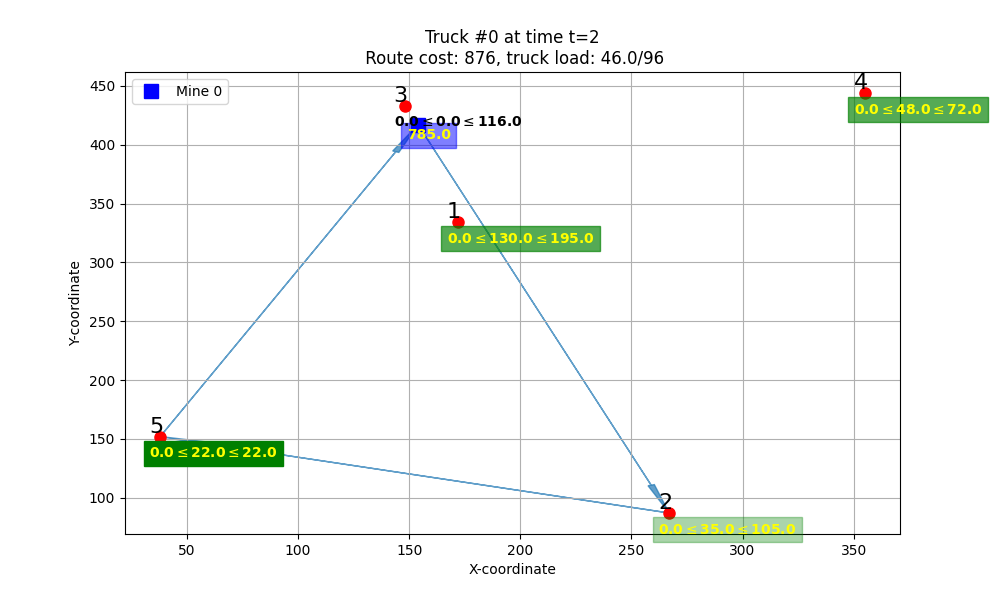 Truck #0 at time t=2
Route cost: 876, truck load: 46.0/96
Mine 0
3
4
0.0 ≤ 0.0 ≤ 116.0
785.0
0.0 ≤ 48.0 ≤ 72.0
1
0.0 ≤ 130.0 ≤ 195.0
5
0.0 ≤ 22.0 ≤ 22.0
2
0.0 ≤ 35.0 ≤ 105.0
450
400
350
300
250
200
150
100
Y-coordinate
50 100 150 200 250 300 350
X-coordinate